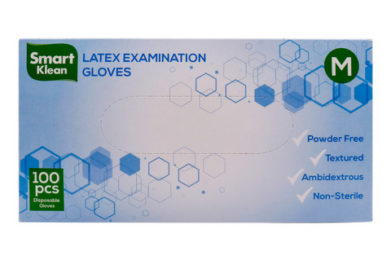 Smart
Klean
LATEX EXAMINATION
GLOVES
M
Powder Free
Textured
Ambidextrous
Non-Sterile
100
pcs
Disposable
Gloves